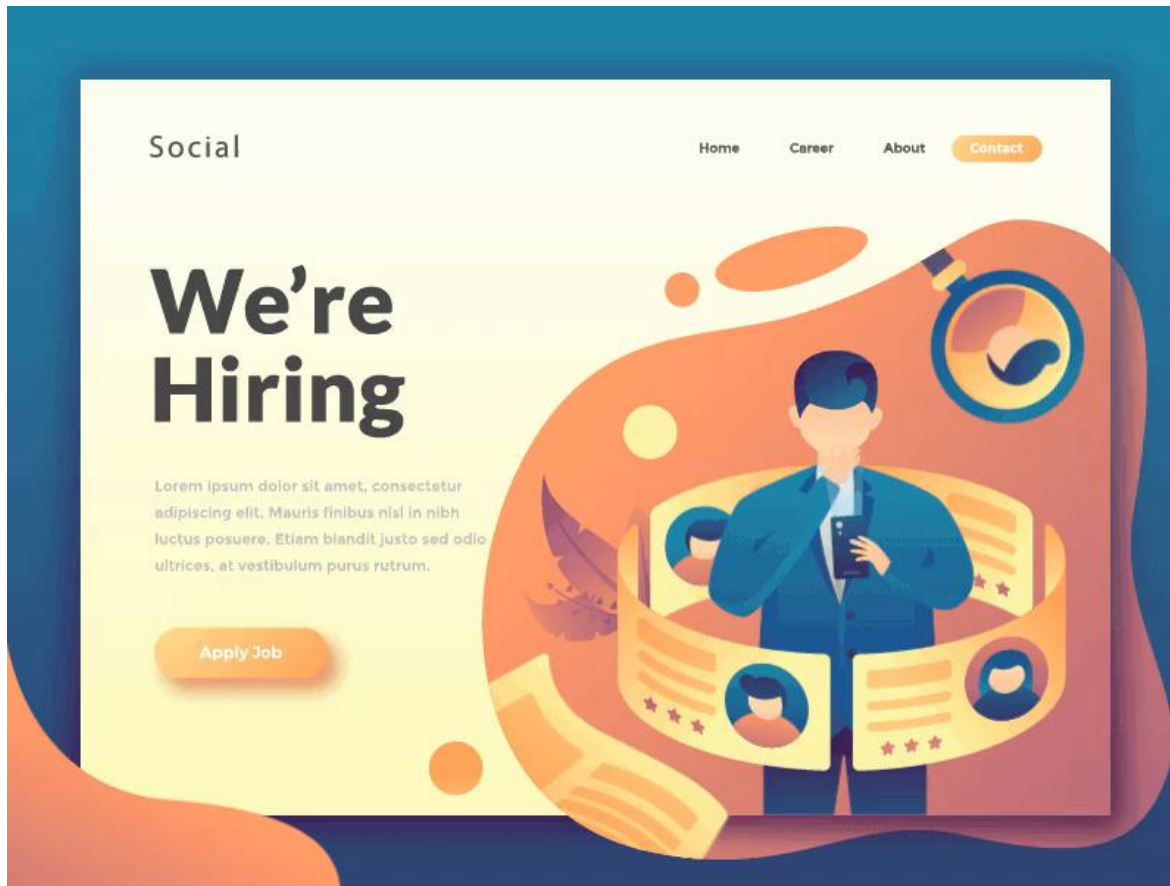 Social
Home Career About Contact
We're
Hiring
Lorem ipsum dolor sit amet, consectetur
adipiscing elit. Mauris finibus nisl in nibh
luctus posuere. Etiam blandit justo sed odio
ultrices, at vestibulum purus rutrum.
Apply Job